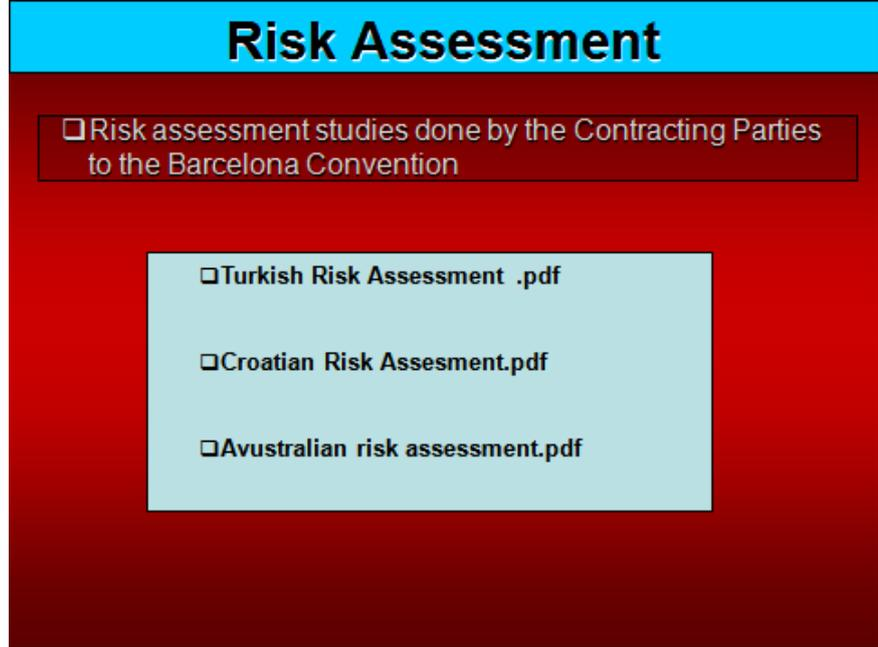 Risk Assessment
❑Risk assessment studies done by the Contracting Parties
to the Barcelona Convention
❑Turkish Risk Assessment .pdf
❑Croatian Risk Assesment.pdf
❑Avustralian risk assessment.pdf